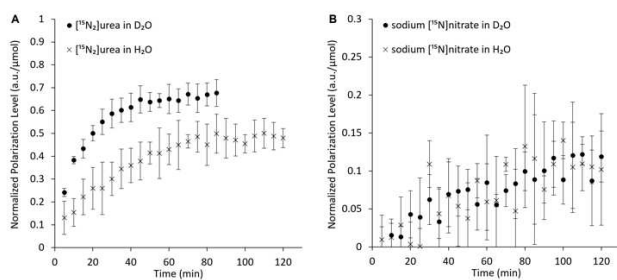 A
● [¹⁵N₂]urea in D₂O
× [¹⁵N₂]urea in H₂O
Normalized Polarization Level (a.u./μmol)
1
0.9
0.8
0.7
0.6
0.5
0.4
0.3
0.2
0.1
0
0 20 40 60 80 100 120
Time (min)
B
● sodium [¹⁵N]nitrate in D₂O
× sodium [¹⁵N]nitrate in H₂O
Normalized Polarization Level (a.u./μmol)
0.3
0.25
0.2
0.15
0.1
0.05
0
0 20 40 60 80 100 120
Time (min)